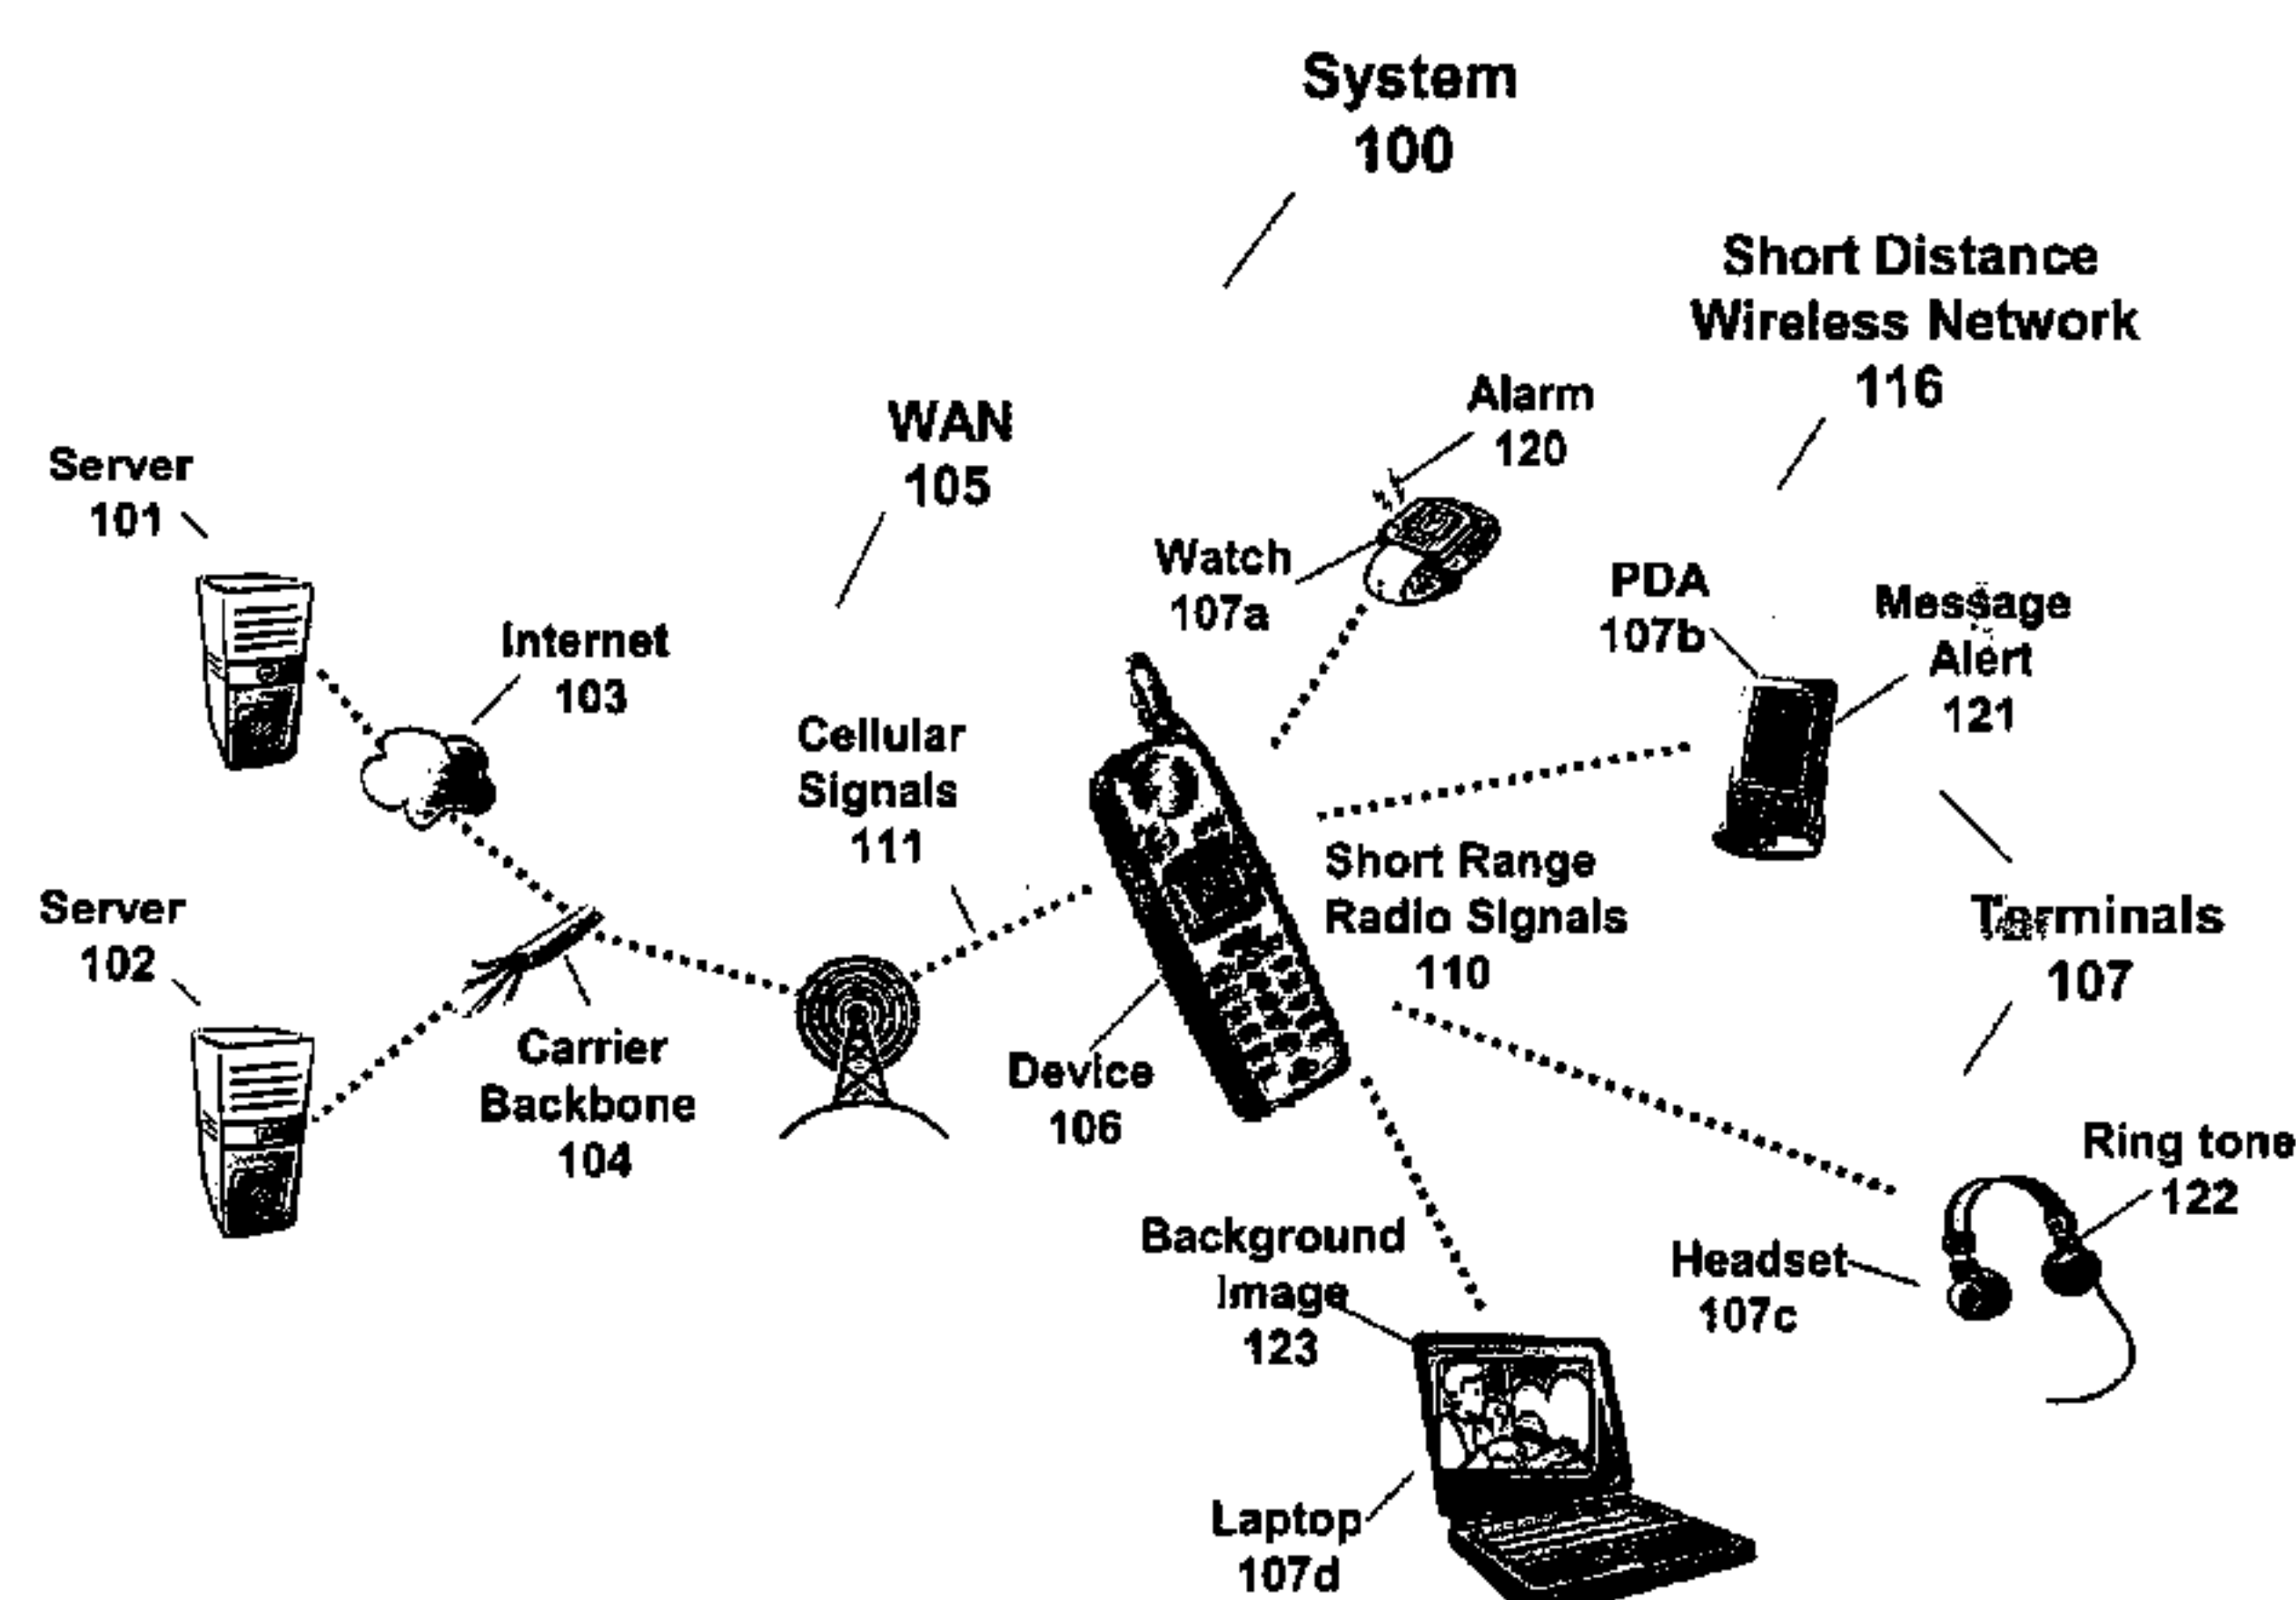 System
100
Short Distance
Wireless Network
116
Alarm
120
WAN
105
Server
101
Watch
107a
PDA
107b
Message
Alert
121
Internet
103
Cellular
Signals
111
Short Range
Radio Signals
110
Server
102
Terminals
107
Carrier
Backbone
104
Device
106
Ring tone
122
Background
Image
123
Headset
107c
Laptop
107d